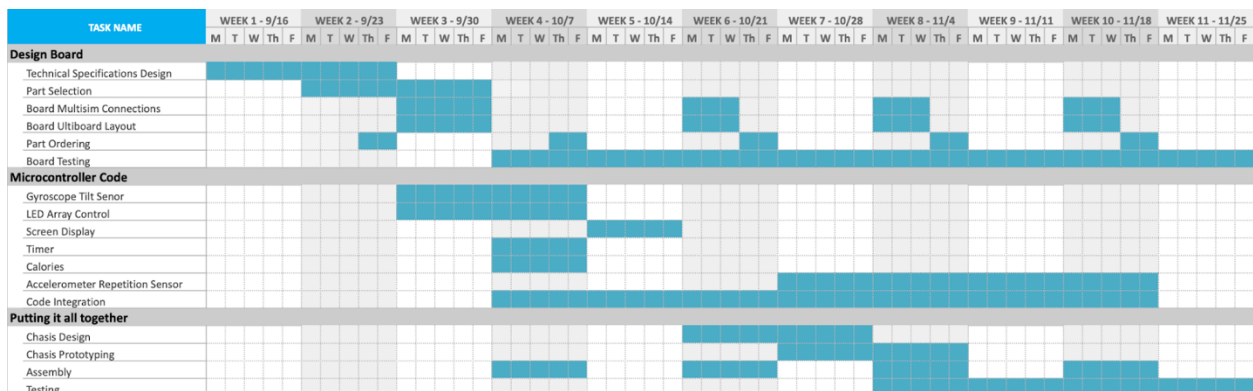 TASK NAME WEEK 1 - 9/16 WEEK 2 - 9/23 WEEK 3 - 9/30 WEEK 4 - 10/7 WEEK 5 - 10/14 WEEK 6 - 10/21 WEEK 7 - 10/28 WEEK 8 - 11/4 WEEK 9 - 11/11 WEEK 10 - 11/18 WEEK 11 - 11/25
M T W Th F M T W Th F M T W Th F M T W Th F M T W Th F M T W Th F M T W Th F M T W Th F M T W Th F M T W Th F M T W Th F
Design Board
Technical Specifications Design
Part Selection
Board Multisim Connections
Board Ultiboard Layout
Part Ordering
Board Testing
Microcontroller Code
Gyroscope Tilt Senor
LED Array Control
Screen Display
Timer
Calories
Accelerometer Repetition Sensor
Code Integration
Putting it all together
Chasis Design
Chasis Prototyping
Assembly
Testing